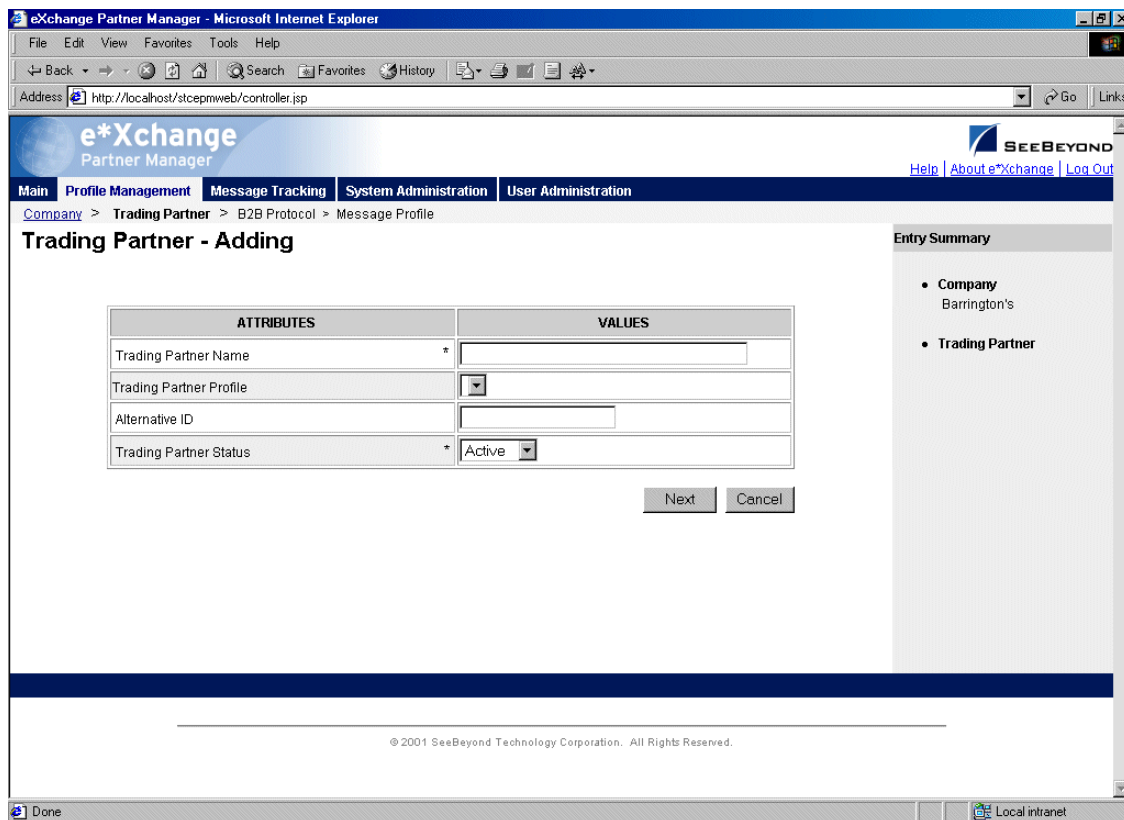 eXchange Partner Manager - Microsoft Internet Explorer
File Edit View Favorites Tools Help
Back Search Favorites History
Address http://localhost/stcepmweb/controller.jsp Go Links
e*Xchange
Partner Manager
SEEBEYOND
Help | About e*Xchange | Log Out
Main Profile Management Message Tracking System Administration User Administration
Company > Trading Partner > B2B Protocol > Message Profile
Trading Partner - Adding
Entry Summary
• Company
Barrington's
• Trading Partner
ATTRIBUTES VALUES
Trading Partner Name *
Trading Partner Profile
Alternative ID
Trading Partner Status * Active
Next Cancel
© 2001 SeeBeyond Technology Corporation. All Rights Reserved.
Done Local intranet